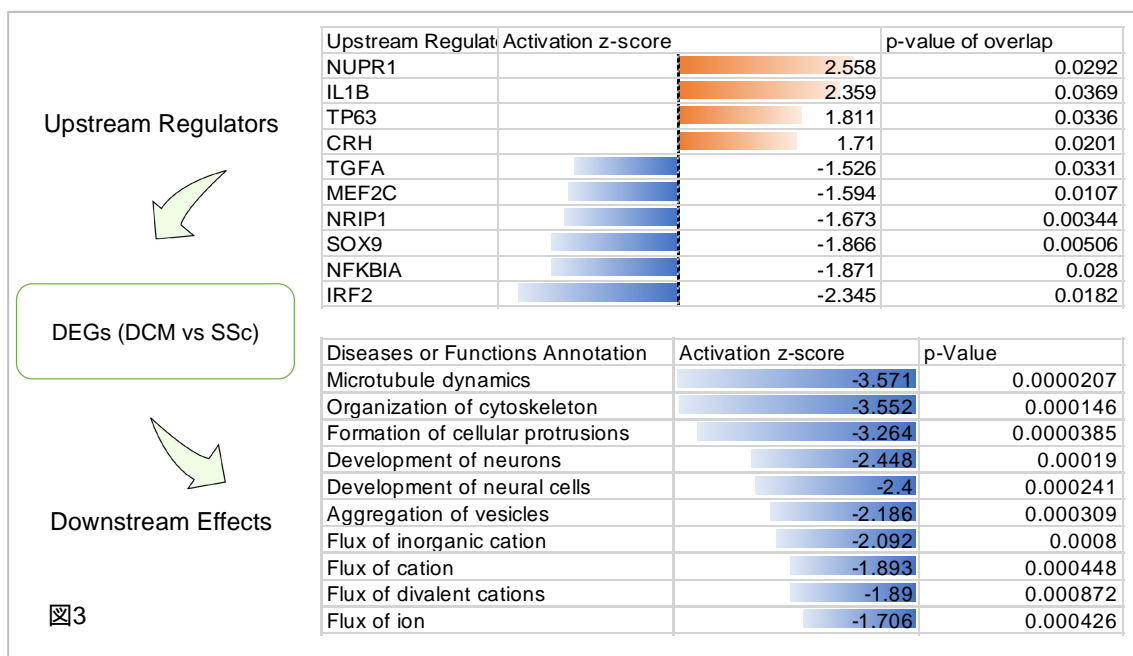 Upstream Regulators
DEGs (DCM vs SSc)
Downstream Effects
図3
Upstream Regulat Activation z-score p-value of overlap
NUPR1 2.558 0.0292
IL1B 2.359 0.0369
TP63 1.811 0.0336
CRH 1.71 0.0201
TGFA -1.526 0.0331
MEF2C -1.594 0.0107
NRIP1 -1.673 0.00344
SOX9 -1.866 0.00506
NFKBIA -1.871 0.028
IRF2 -2.345 0.0182
Diseases or Functions Annotation Activation z-score p-Value
Microtubule dynamics -3.571 0.0000207
Organization of cytoskeleton -3.552 0.000146
Formation of cellular protrusions -3.264 0.0000385
Development of neurons -2.448 0.00019
Development of neural cells -2.4 0.000241
Aggregation of vesicles -2.186 0.000309
Flux of inorganic cation -2.092 0.0008
Flux of cation -1.893 0.000448
Flux of divalent cations -1.89 0.000872
Flux of ion -1.706 0.000426